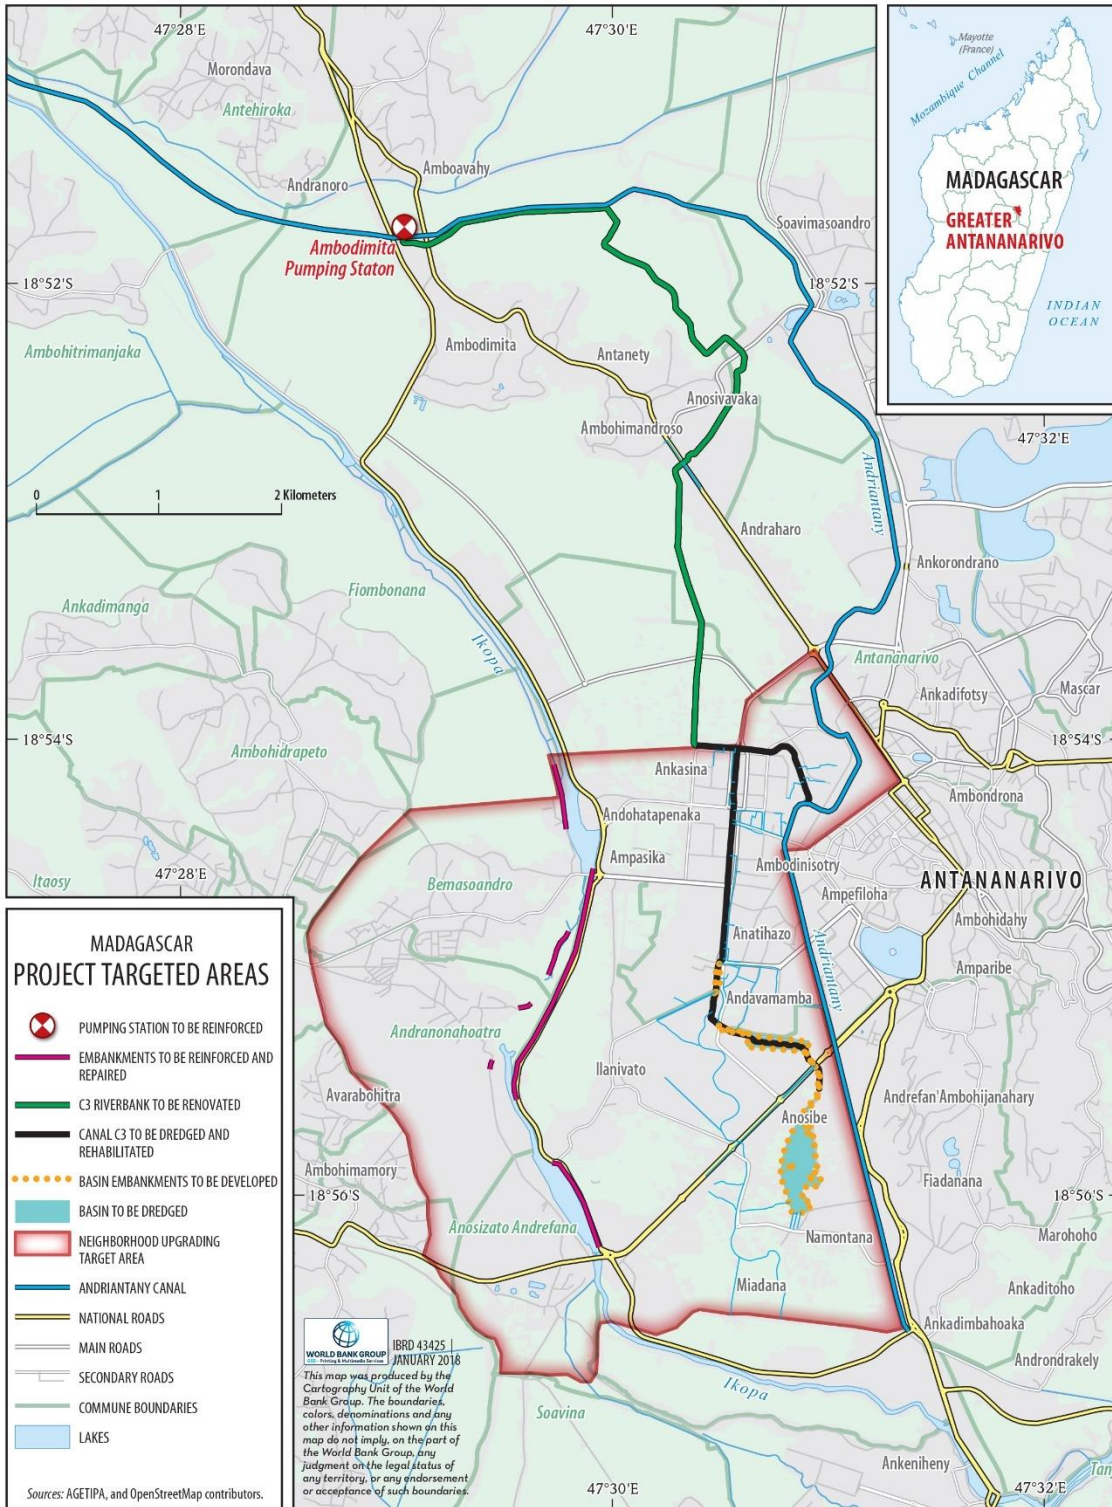 47°28'E
47°30'E
Mayotte
(France)
Mozambique Channel
MADAGASCAR
GREATER
ANTANANARIVO
INDIAN
OCEAN
Morondava
Antehiroka
Amboavahy
Andranoro
Soavimasoandro
Ambodimita
Pumping Staton
18°52'S
18°52'S
Ambohitrimanjaka
Ambodimita
Antanety
Anosivavaka
Ambohimandroso
47°32'E
Andriantany
0
1
2 Kilometers
Andraharo
Ankorondrano
Fiombonana
Ankadimanga
Ikopa
Antananarivo
Ankadifotsy
Mascar
18°54'S
18°54'S
Ambohidrapeto
Ankasina
Ambondrona
Andohatapenaka
Ampasika
Ambodinisotry
47°28'E
Itaosy
Bemasoandro
Ampefiloha
ANTANANARIVO
Ambohidahy
Anatihazo
Andriantany
Amparibe
Andavamamba
Andranonahoatra
Ilanivato
Avarabohitra
Andrefan'Ambohijanahary
Anosibe
Ambohimamory
Fiadanana
18°56'S
18°56'S
Anosizato Andrefana
Namontana
Marohoho
Miadana
Ankaditoho
Ankadimbahoaka
Androndrakely
Ikopa
Soavina
Ankeniheny
Tan
47°30'E
47°32'E
MADAGASCAR
PROJECT TARGETED AREAS
PUMPING STATION TO BE REINFORCED
EMBANKMENTS TO BE REINFORCED AND
REPAIRED
C3 RIVERBANK TO BE RENOVATED
CANAL C3 TO BE DREDGED AND
REHABILITATED
BASIN EMBANKMENTS TO BE DEVELOPED
BASIN TO BE DREDGED
NEIGHBORHOOD UPGRADING
TARGET AREA
ANDRIANTANY CANAL
NATIONAL ROADS
MAIN ROADS
SECONDARY ROADS
COMMUNE BOUNDARIES
LAKES
Sources: AGETIPA, and OpenStreetMap contributors.
WORLD BANK GROUP
GSD - Printing & Multimedia Services
IBRD 43425
JANUARY 2018
This map was produced by the
Cartography Unit of the World
Bank Group. The boundaries,
colors, denominations and any
other information shown on this
map do not imply, on the part of
the World Bank Group, any
judgment on the legal status of
any territory, or any endorsement
or acceptance of such boundaries.